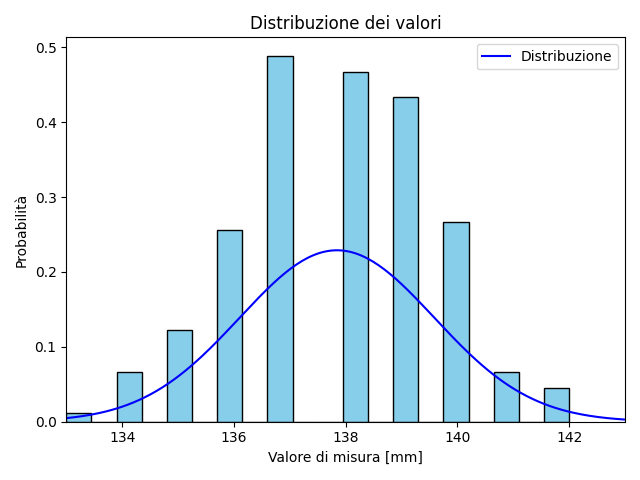 Distribuzione dei valori
Distribuzione
Probabilità
0.5
0.4
0.3
0.2
0.1
0.0
134 136 138 140 142
Valore di misura [mm]